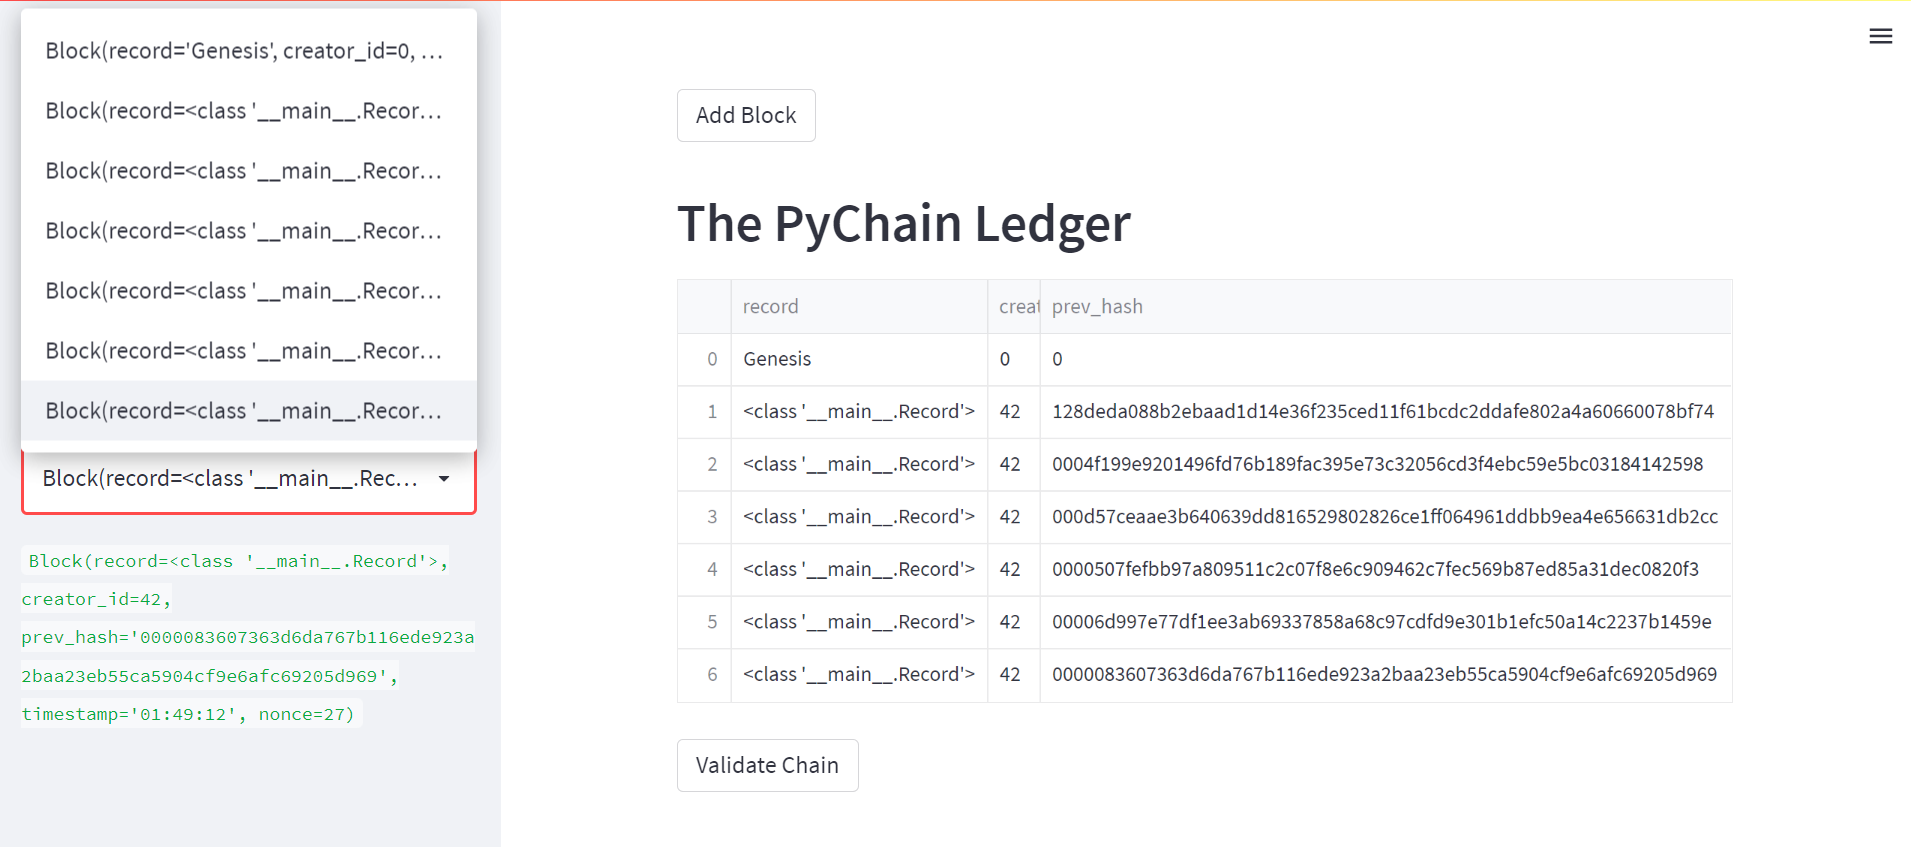 Block(record='Genesis', creator_id=0, …
Block(record=<class '__main__.Recor…
Block(record=<class '__main__.Recor…
Block(record=<class '__main__.Recor…
Block(record=<class '__main__.Recor…
Block(record=<class '__main__.Recor…
Block(record=<class '__main__.Recor…
Block(record=<class '__main__.Rec…
Block(record=<class '__main__.Record'>,
creator_id=42,
prev_hash='0000083607363d6da767b116ede923a
2baa23eb55ca5904cf9e6afc69205d969',
timestamp='01:49:12', nonce=27)
Add Block
The PyChain Ledger
record creat prev_hash
0 Genesis 0 0
1 <class '__main__.Record'> 42 128deda088b2ebaad1d14e36f235ced11f61bcdc2ddafe802a4a60660078bf74
2 <class '__main__.Record'> 42 0004f199e9201496fd76b189fac395e73c32056cd3f4ebc59e5bc03184142598
3 <class '__main__.Record'> 42 000d57ceaae3b640639dd816529802826ce1ff064961ddbb9ea4e656631db2cc
4 <class '__main__.Record'> 42 0000507fefbb97a809511c2c07f8e6c909462c7fec569b87ed85a31dec0820f3
5 <class '__main__.Record'> 42 00006d997e77df1ee3ab69337858a68c97cdfd9e301b1efc50a14c2237b1459e
6 <class '__main__.Record'> 42 0000083607363d6da767b116ede923a2baa23eb55ca5904cf9e6afc69205d969
Validate Chain